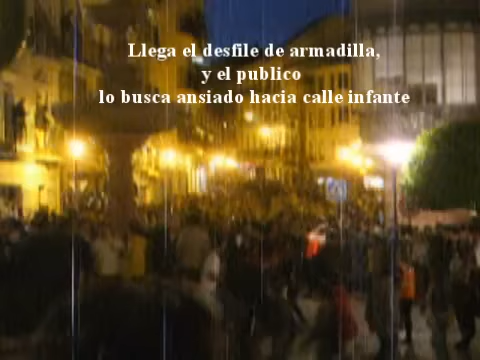 Llega el desfile de armadilla,
y el publico
lo busca ansiado hacia calle infante